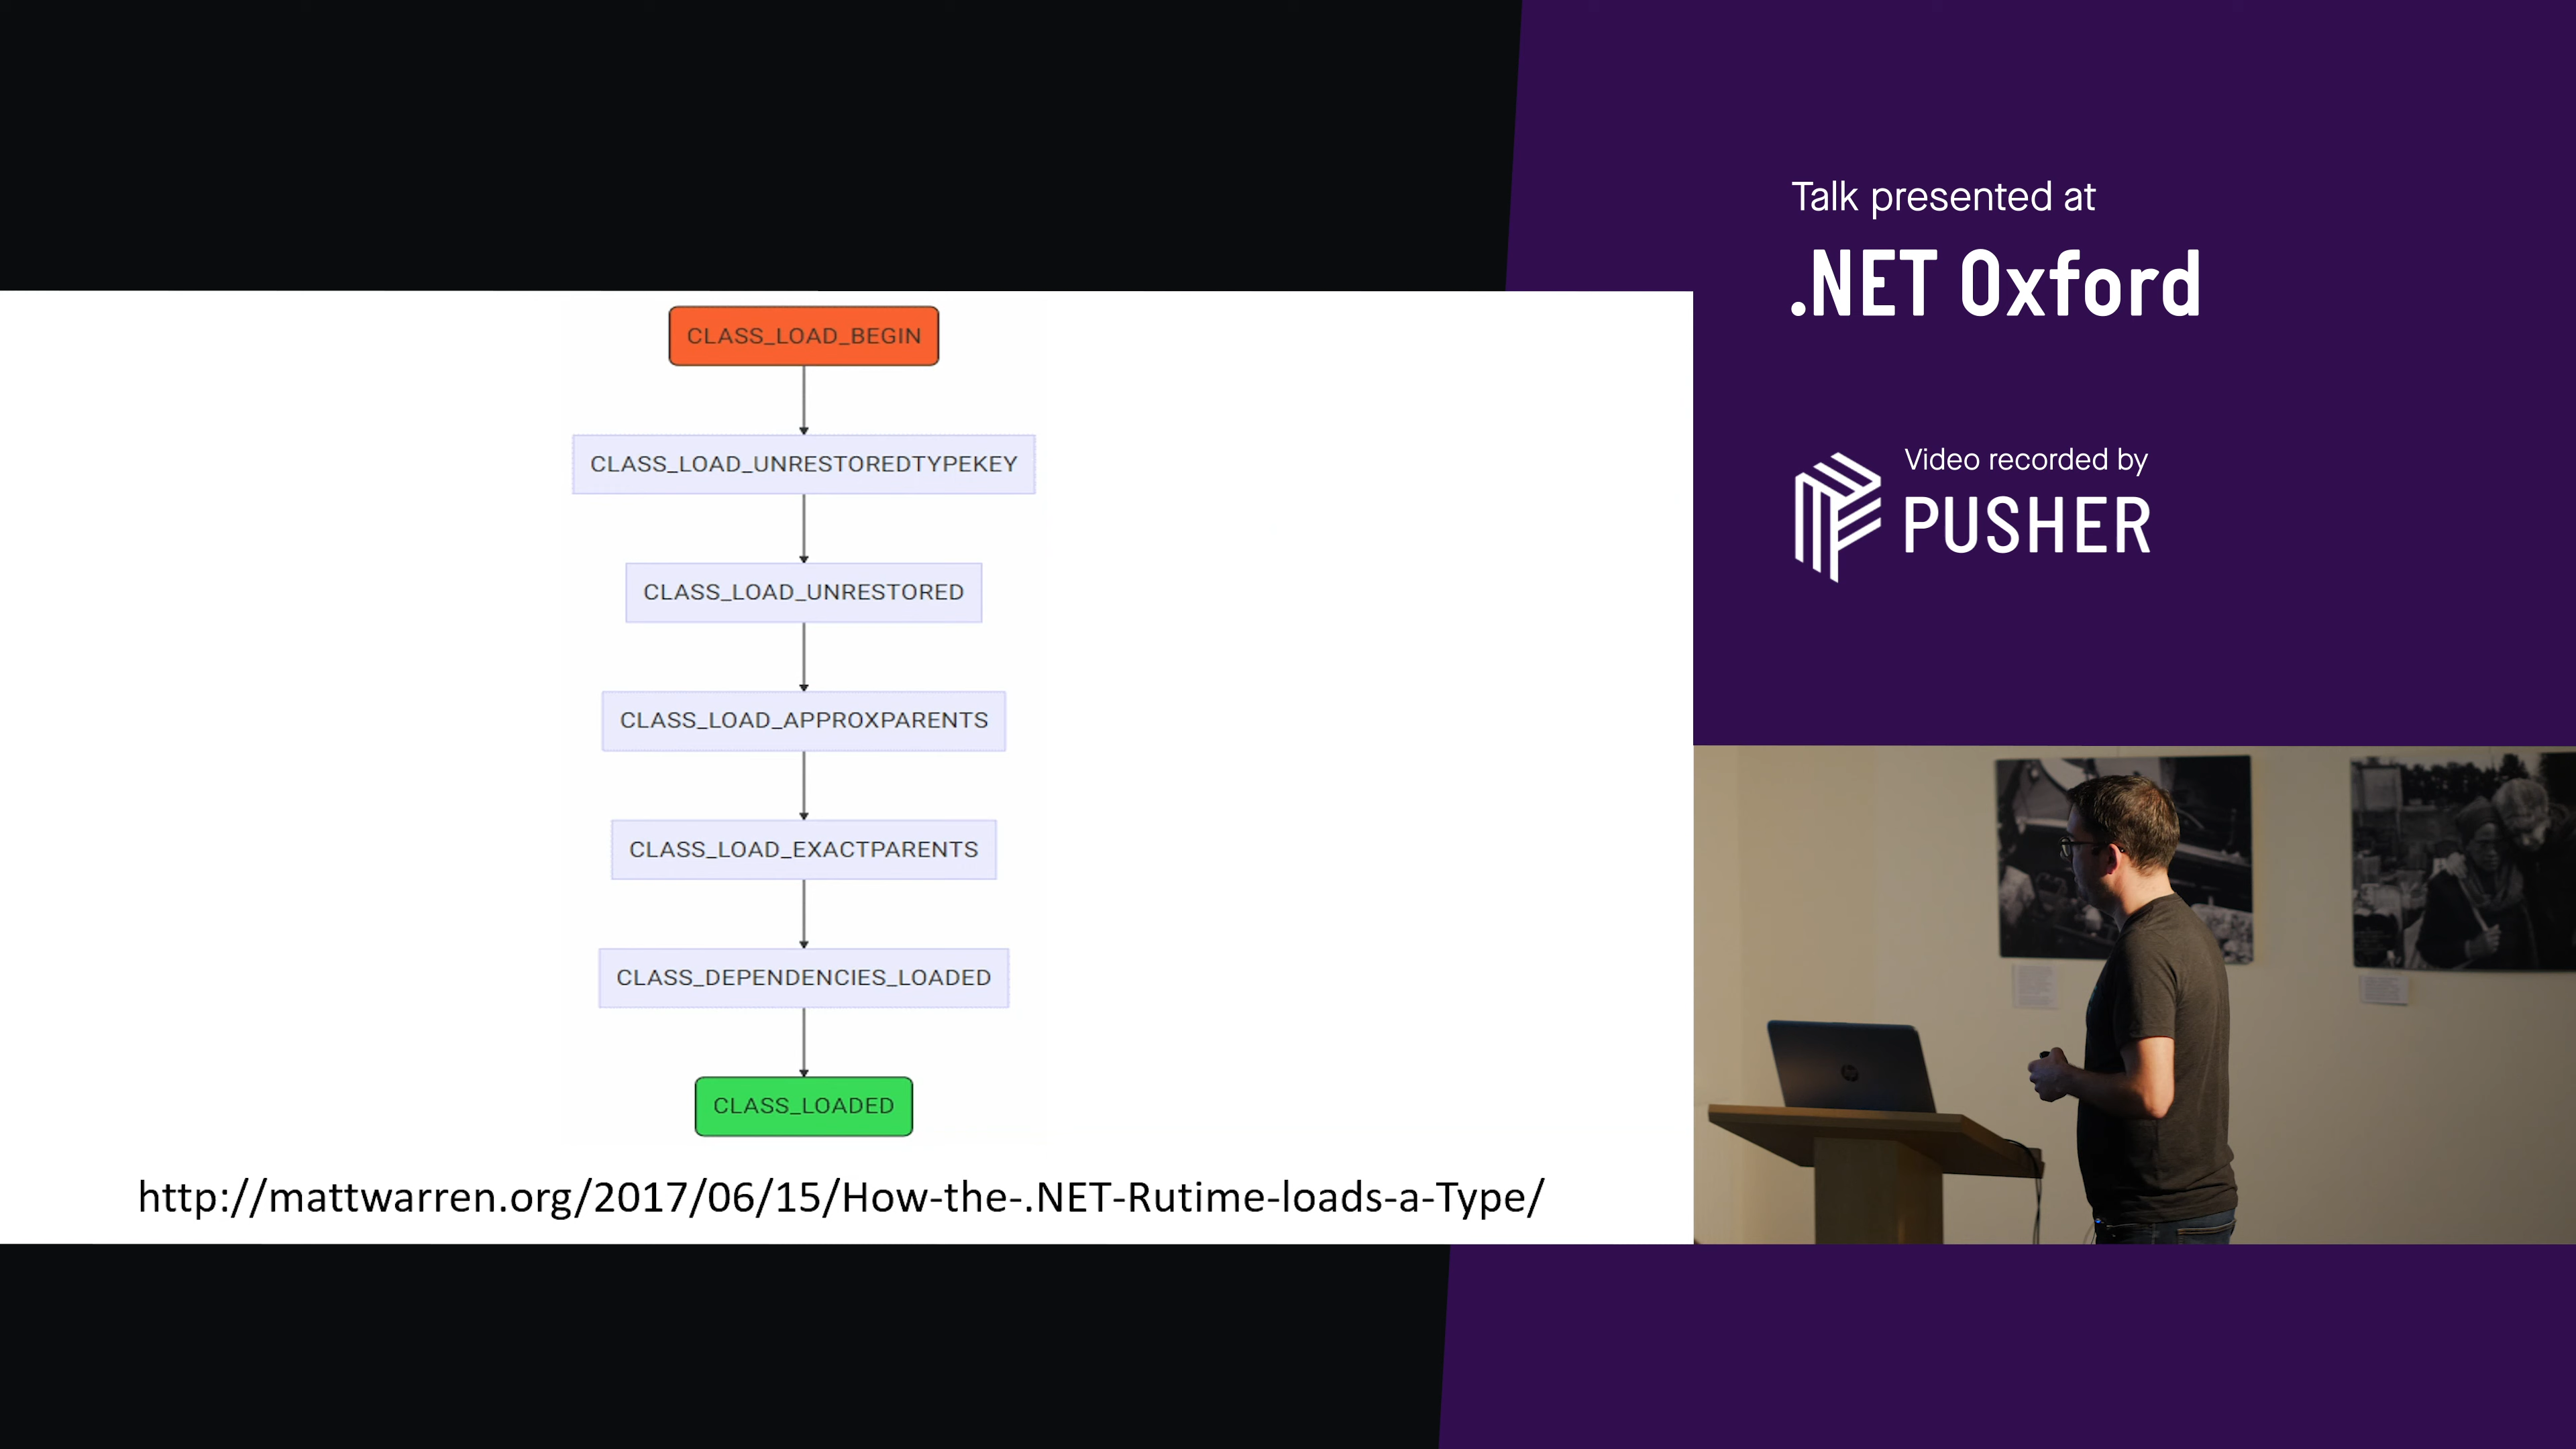 CLASS_LOAD_BEGIN
CLASS_LOAD_UNRESTOREDTYPEKEY
CLASS_LOAD_UNRESTORED
CLASS_LOAD_APPROXPARENTS
CLASS_LOAD_EXACTPARENTS
CLASS_DEPENDENCIES_LOADED
CLASS_LOADED
http://mattwarren.org/2017/06/15/How-the-.NET-Rutime-loads-a-Type/
Talk presented at
.NET Oxford
Video recorded by
PUSHER